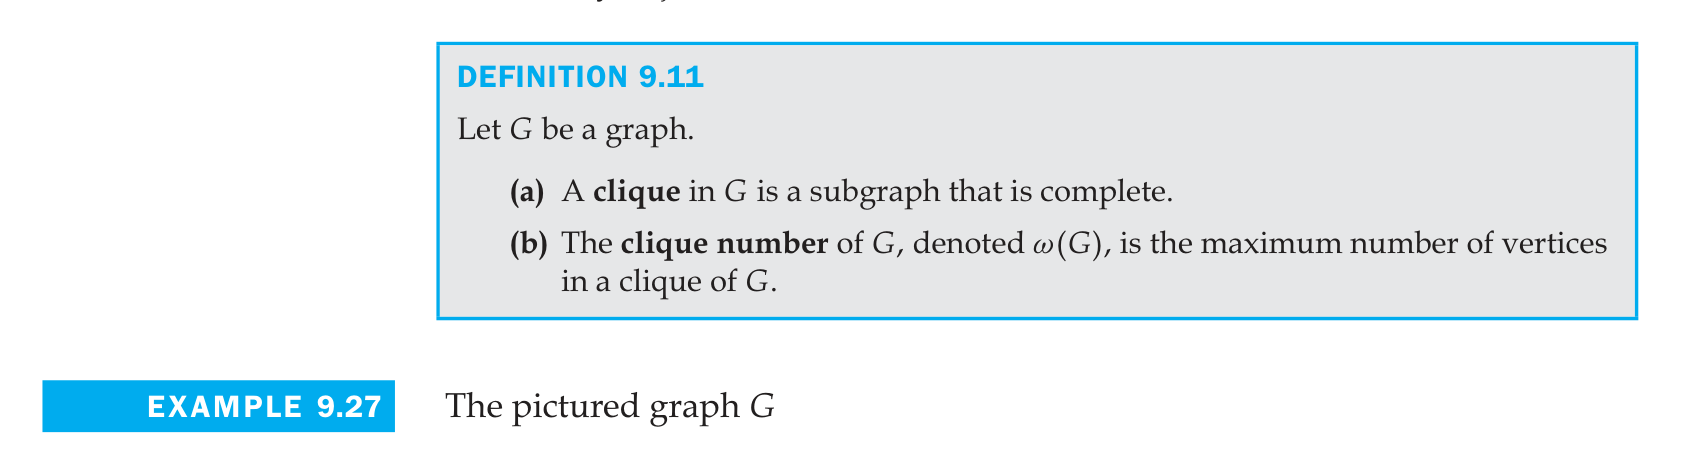 DEFINITION 9.11
Let G be a graph.
(a) A clique in G is a subgraph that is complete.
(b) The clique number of G, denoted ω(G), is the maximum number of vertices
in a clique of G.
EXAMPLE 9.27 The pictured graph G